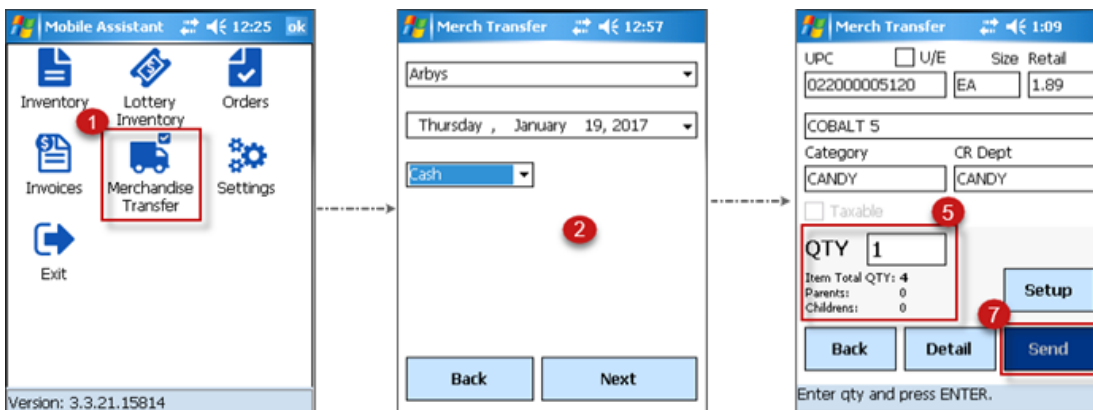 Mobile Assistant 12:25 ok
Inventory
Lottery
Inventory
Orders
1
Invoices
Merchandise
Transfer
Settings
Exit
Version: 3.3.21.15814
Merch Transfer 12:57
Arbys
Thursday , January 19, 2017
Cash
2
Back Next
Merch Transfer 1:09
UPC U/E Size Retail
022000005120 EA 1.89
COBALT 5
Category CR Dept
CANDY CANDY
Taxable
5
QTY 1
Item Total QTY: 4
Parents: 0
Childrens: 0
Setup
7
Back Detail Send
Enter qty and press ENTER.